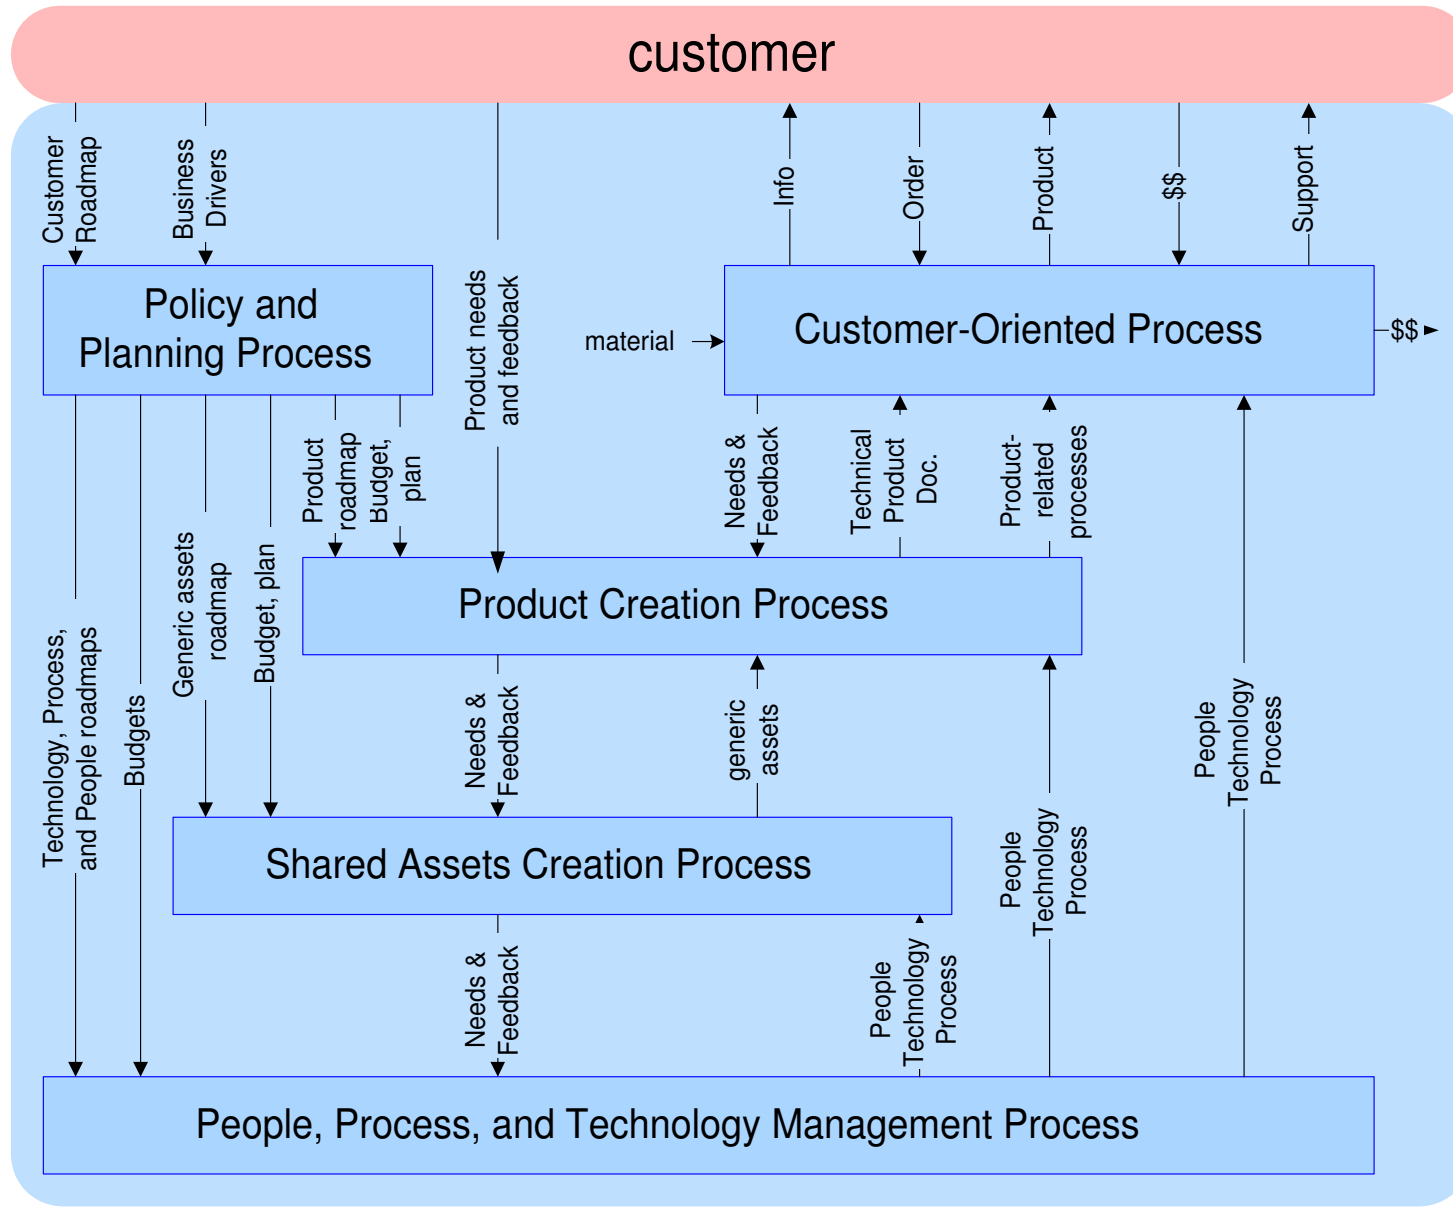 customer
Customer
Roadmap
Business
Drivers
Product needs
and feedback
Info
Order
Product
$$
Support
Policy and
Planning Process
material
Customer-Oriented Process
$$
Technology, Process,
and People roadmaps
Budgets
Generic assets
roadmap
Budget, plan
Product
roadmap
Budget,
plan
Needs &
Feedback
Technical
Product
Doc.
Product-
related
processes
Product Creation Process
Needs &
Feedback
generic
assets
People
Technology
Process
People
Technology
Process
Shared Assets Creation Process
Needs &
Feedback
People
Technology
Process
People, Process, and Technology Management Process